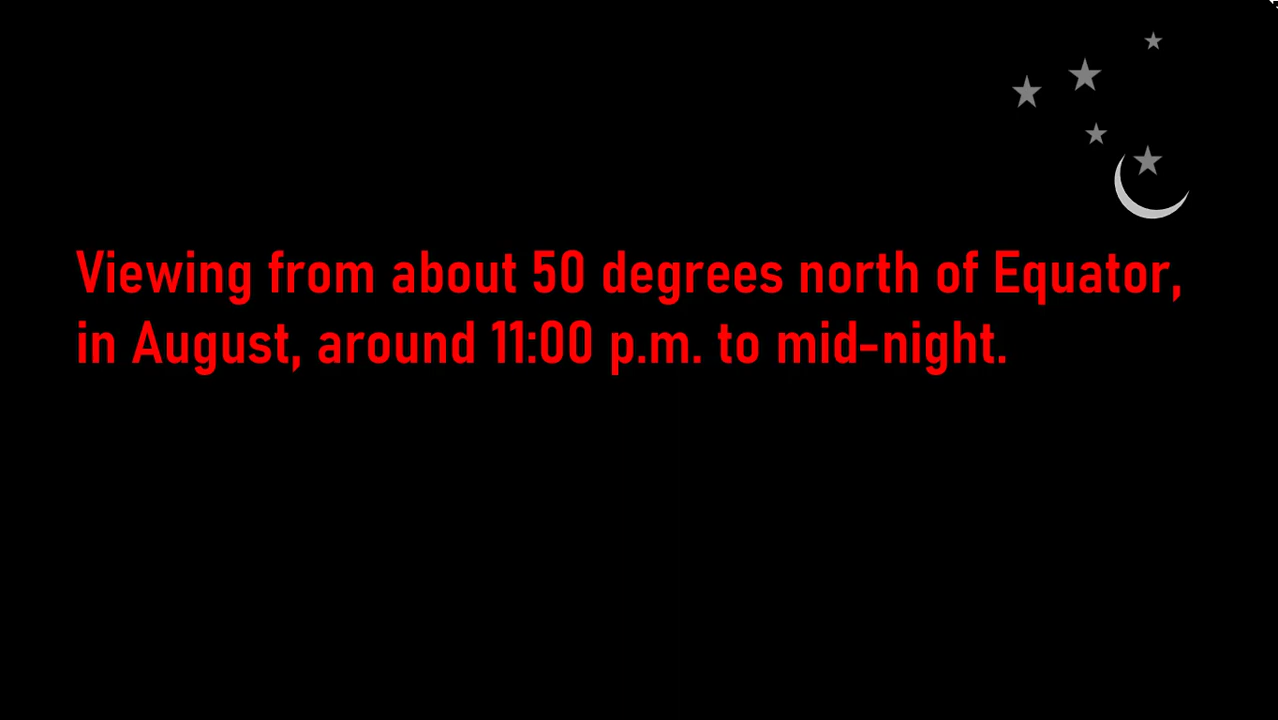 Viewing from about 50 degrees north of Equator,
in August, around 11:00 p.m. to mid-night.